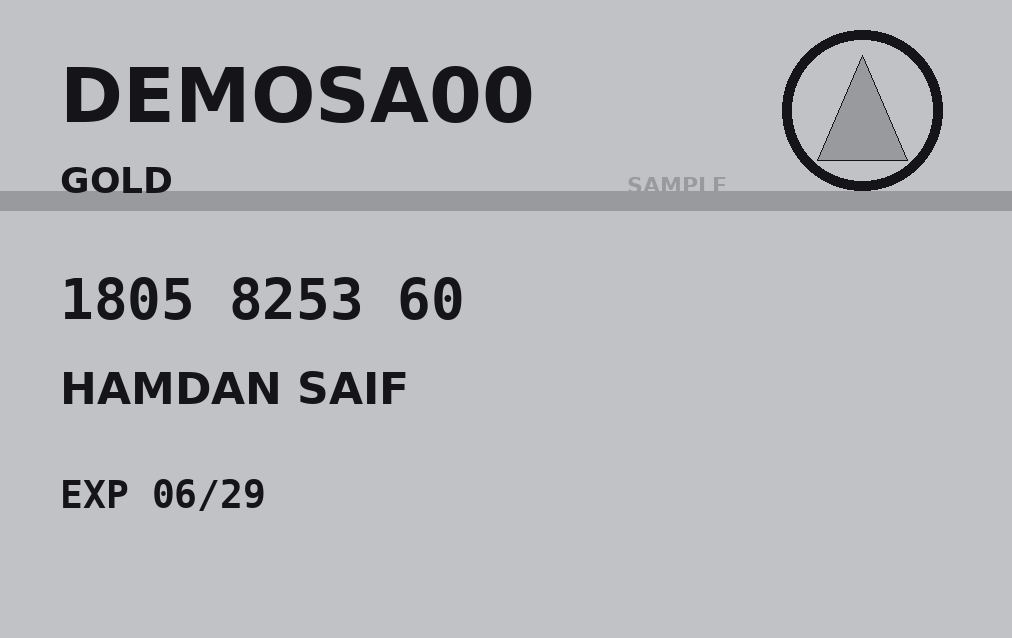 DEMOSA00
GOLD
SAMPLE
1805 8253 60
HAMDAN SAIF
EXP 06/29